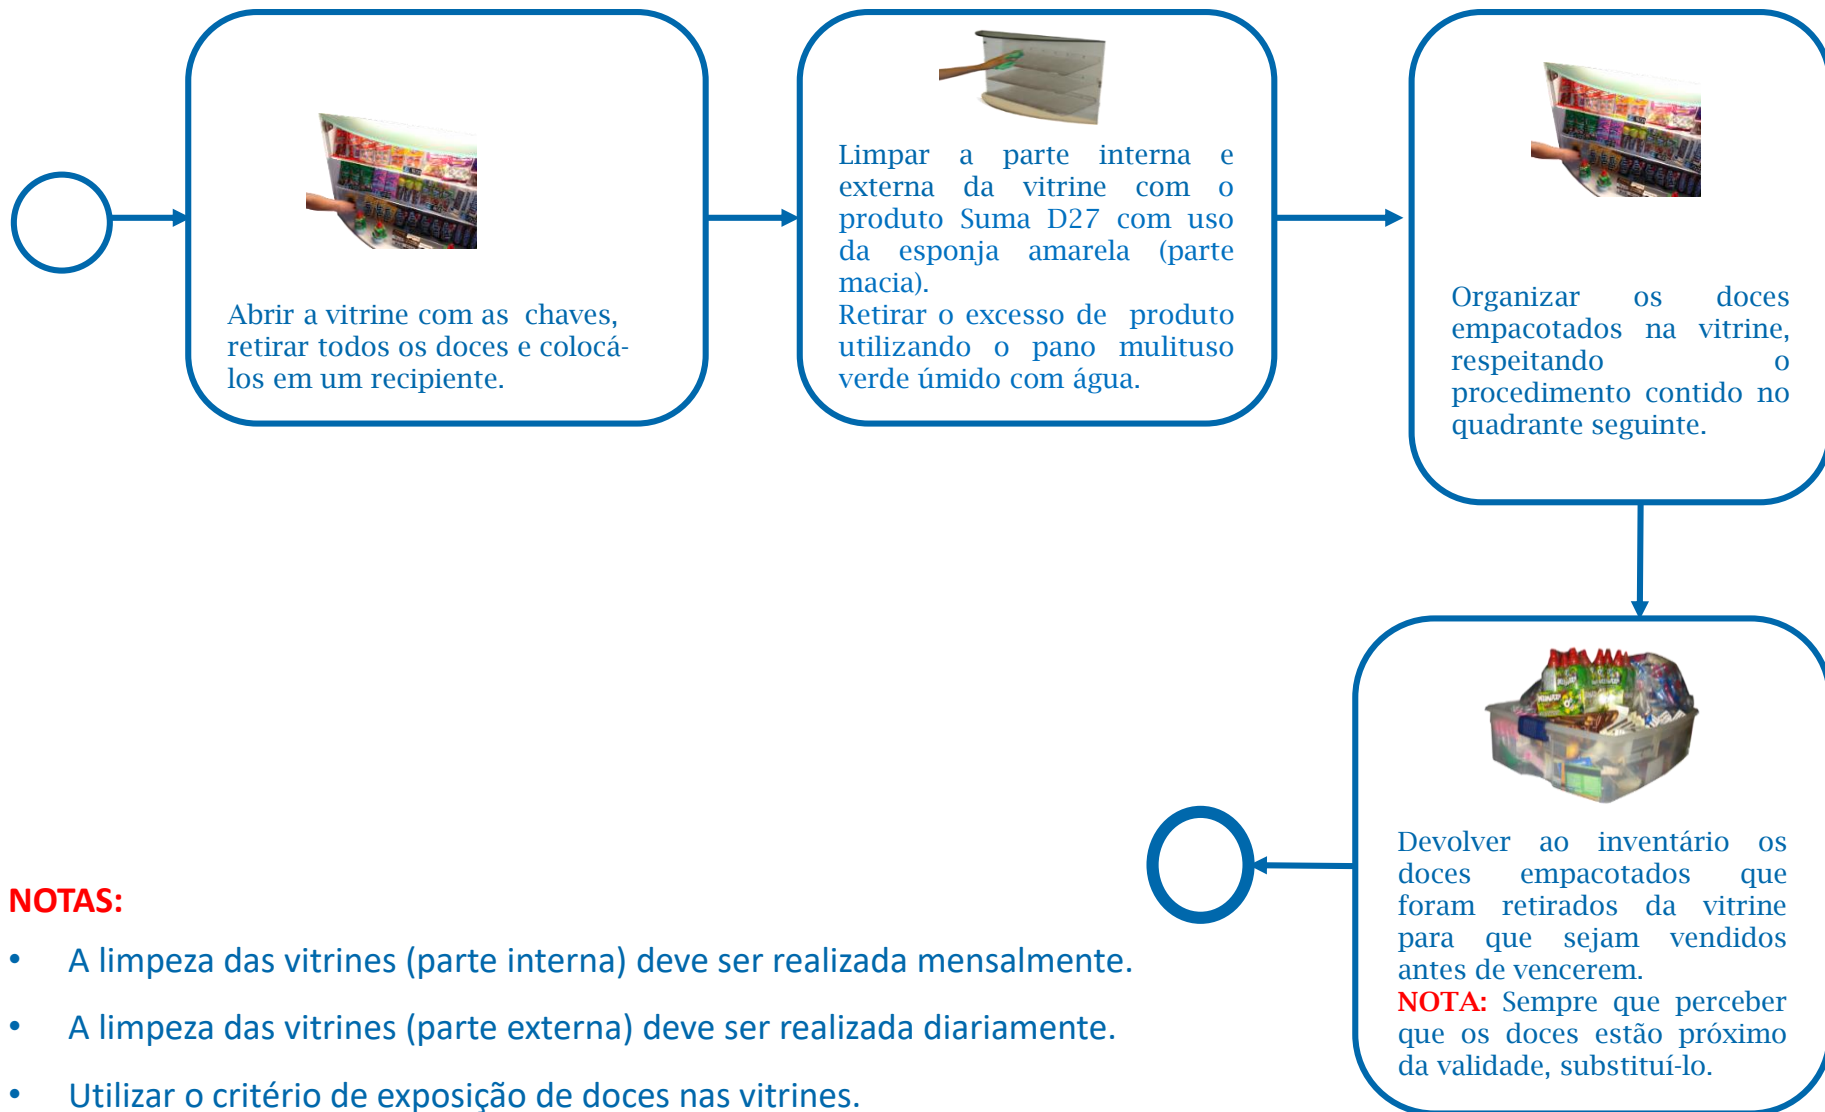 Abrir a vitrine com as chaves,
retirar todos os doces e colocá-
los em um recipiente.
Limpar a parte interna e
externa da vitrine com o
produto Suma D27 com uso
da esponja amarela (parte
macia).
Retirar o excesso de produto
utilizando o pano mulituso
verde úmido com água.
Organizar os doces
empacotados na vitrine,
respeitando o
procedimento contido no
quadrante seguinte.
Devolver ao inventário os
doces empacotados que
foram retirados da vitrine
para que sejam vendidos
antes de vencerem.
NOTA: Sempre que perceber
que os doces estão próximo
da validade, substituí-lo.
NOTAS:
• A limpeza das vitrines (parte interna) deve ser realizada mensalmente.
• A limpeza das vitrines (parte externa) deve ser realizada diariamente.
• Utilizar o critério de exposição de doces nas vitrines.